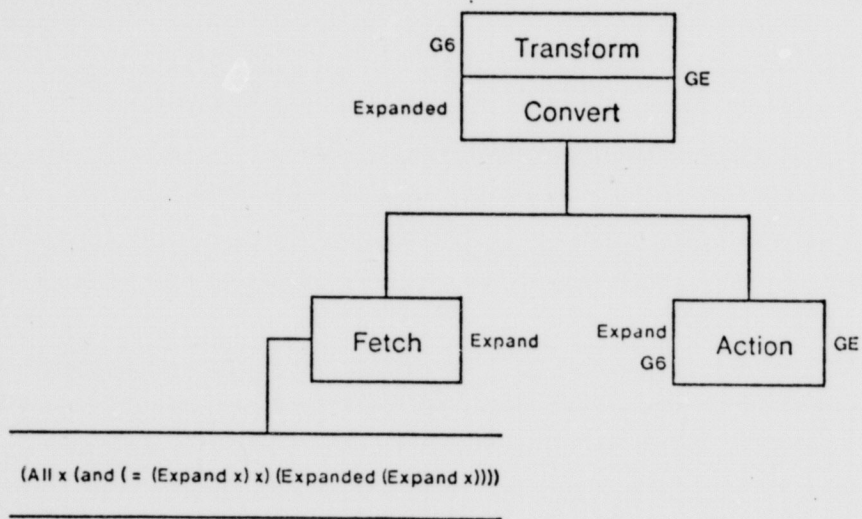 G6
Transform
GE
Expanded
Convert
Fetch
Expand
Expand
G6
Action
GE
(All x (and ( = (Expand x) x) (Expanded (Expand x))))